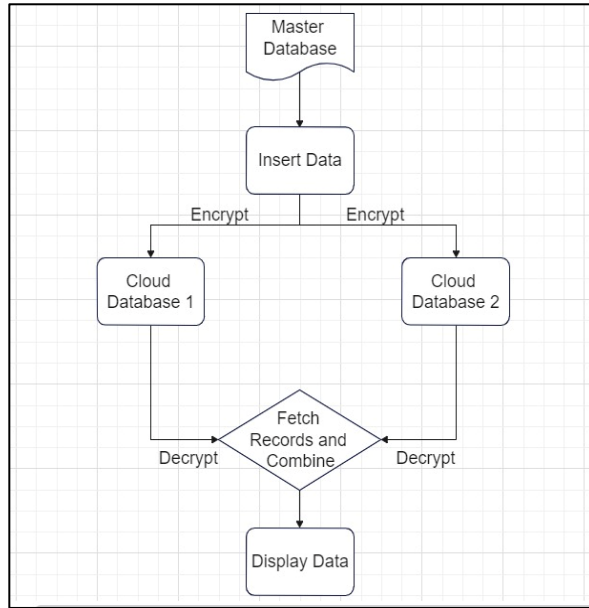 Master
Database
Insert Data
Encrypt
Encrypt
Cloud
Database 1
Cloud
Database 2
Fetch
Records and
Combine
Decrypt
Decrypt
Display Data